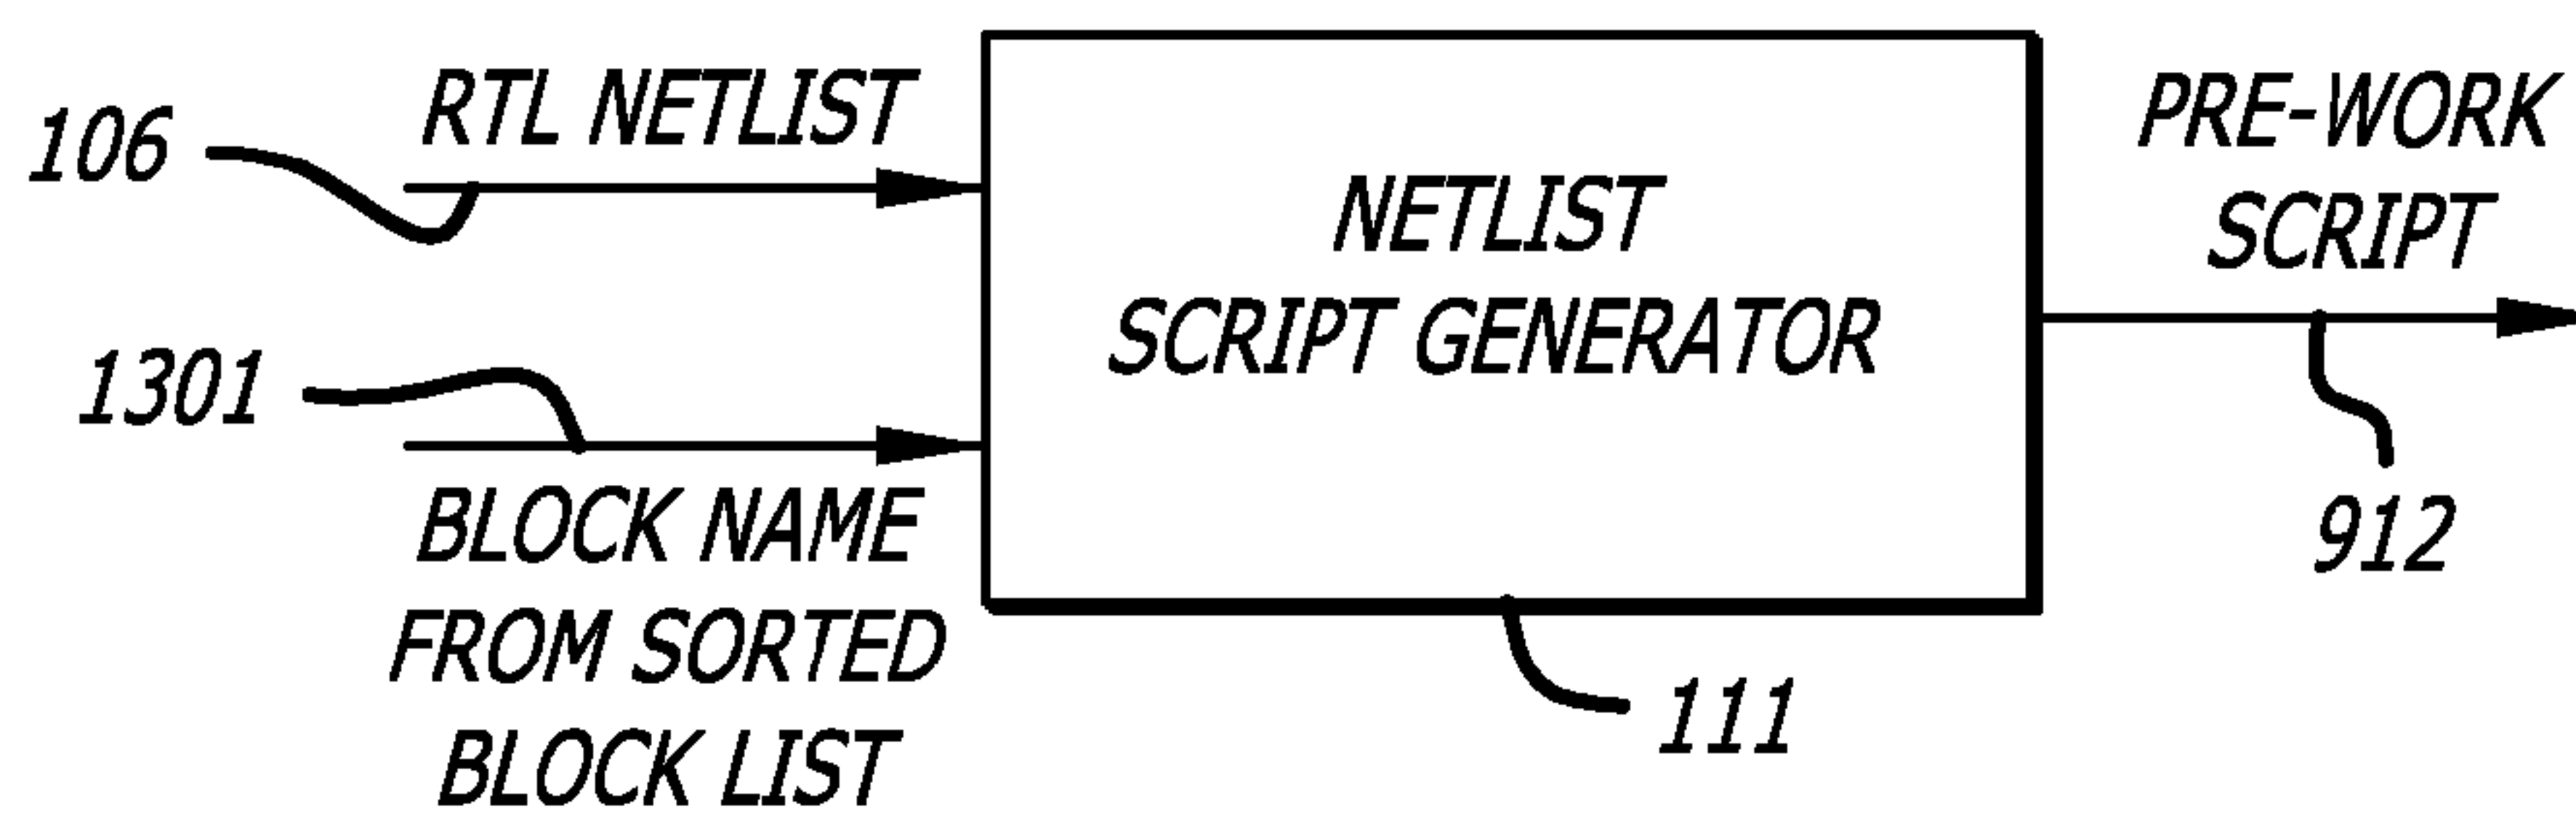 106
RTL NETLIST
1301
BLOCK NAME
FROM SORTED
BLOCK LIST
NETLIST
SCRIPT GENERATOR
111
PRE-WORK
SCRIPT
912